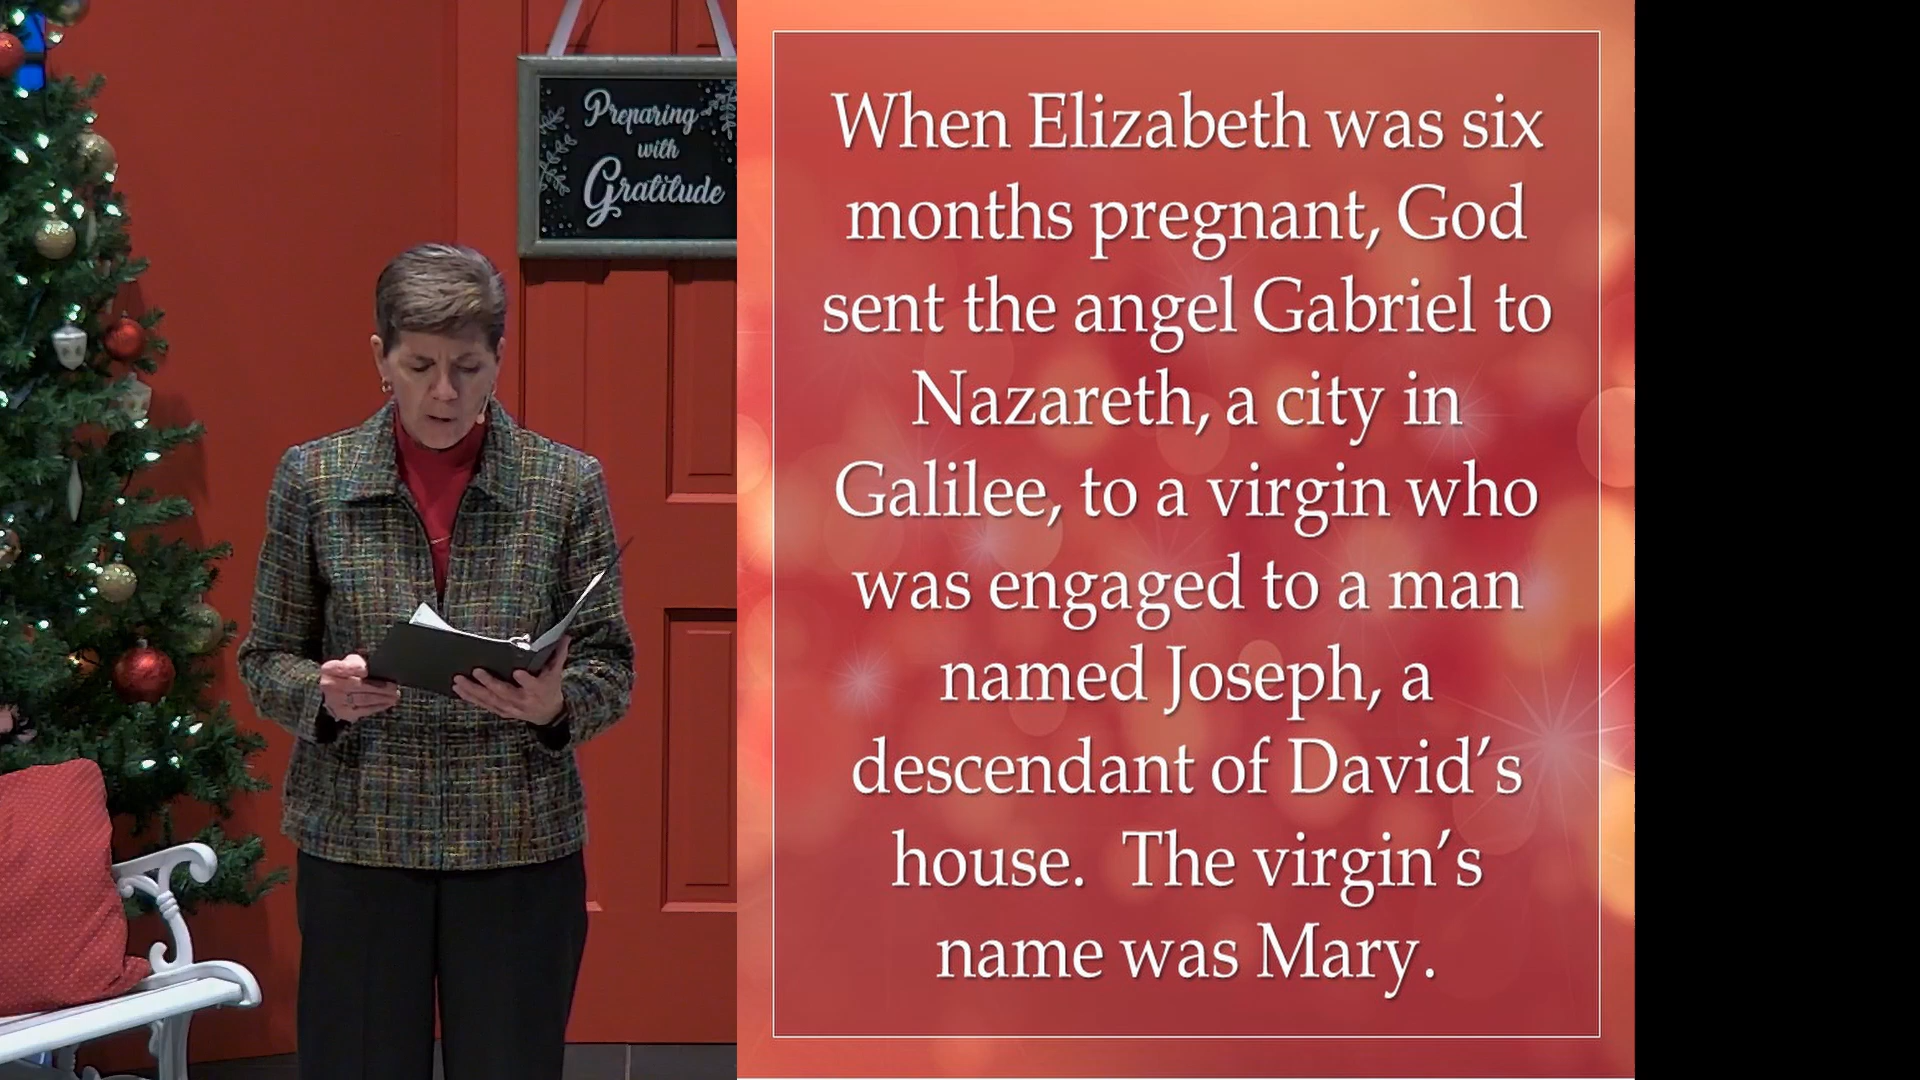 Preparing
with
Gratitude
When Elizabeth was six
months pregnant, God
sent the angel Gabriel to
Nazareth, a city in
Galilee, to a virgin who
was engaged to a man
named Joseph, a
descendant of David’s
house.  The virgin’s
name was Mary.